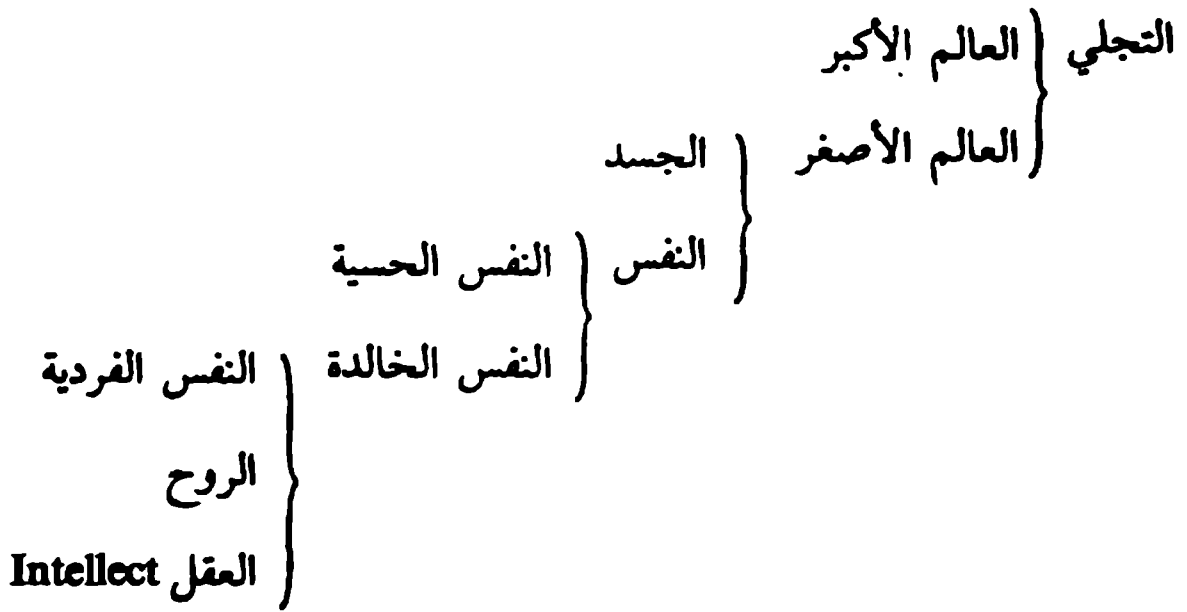 التجلي العالم الأكبر
العالم الأصغر الجسد
النفس النفس الحسية
النفس الخالدة النفس الفردية
الروح
العقل Intellect